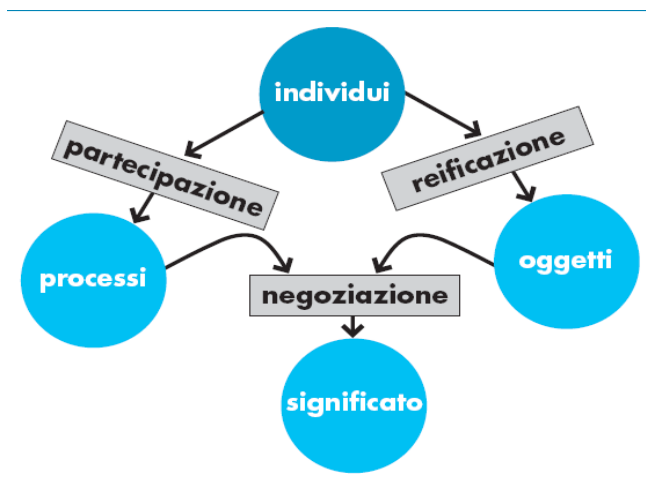 individui
partecipazione
reificazione
processi
oggetti
negoziazione
significato